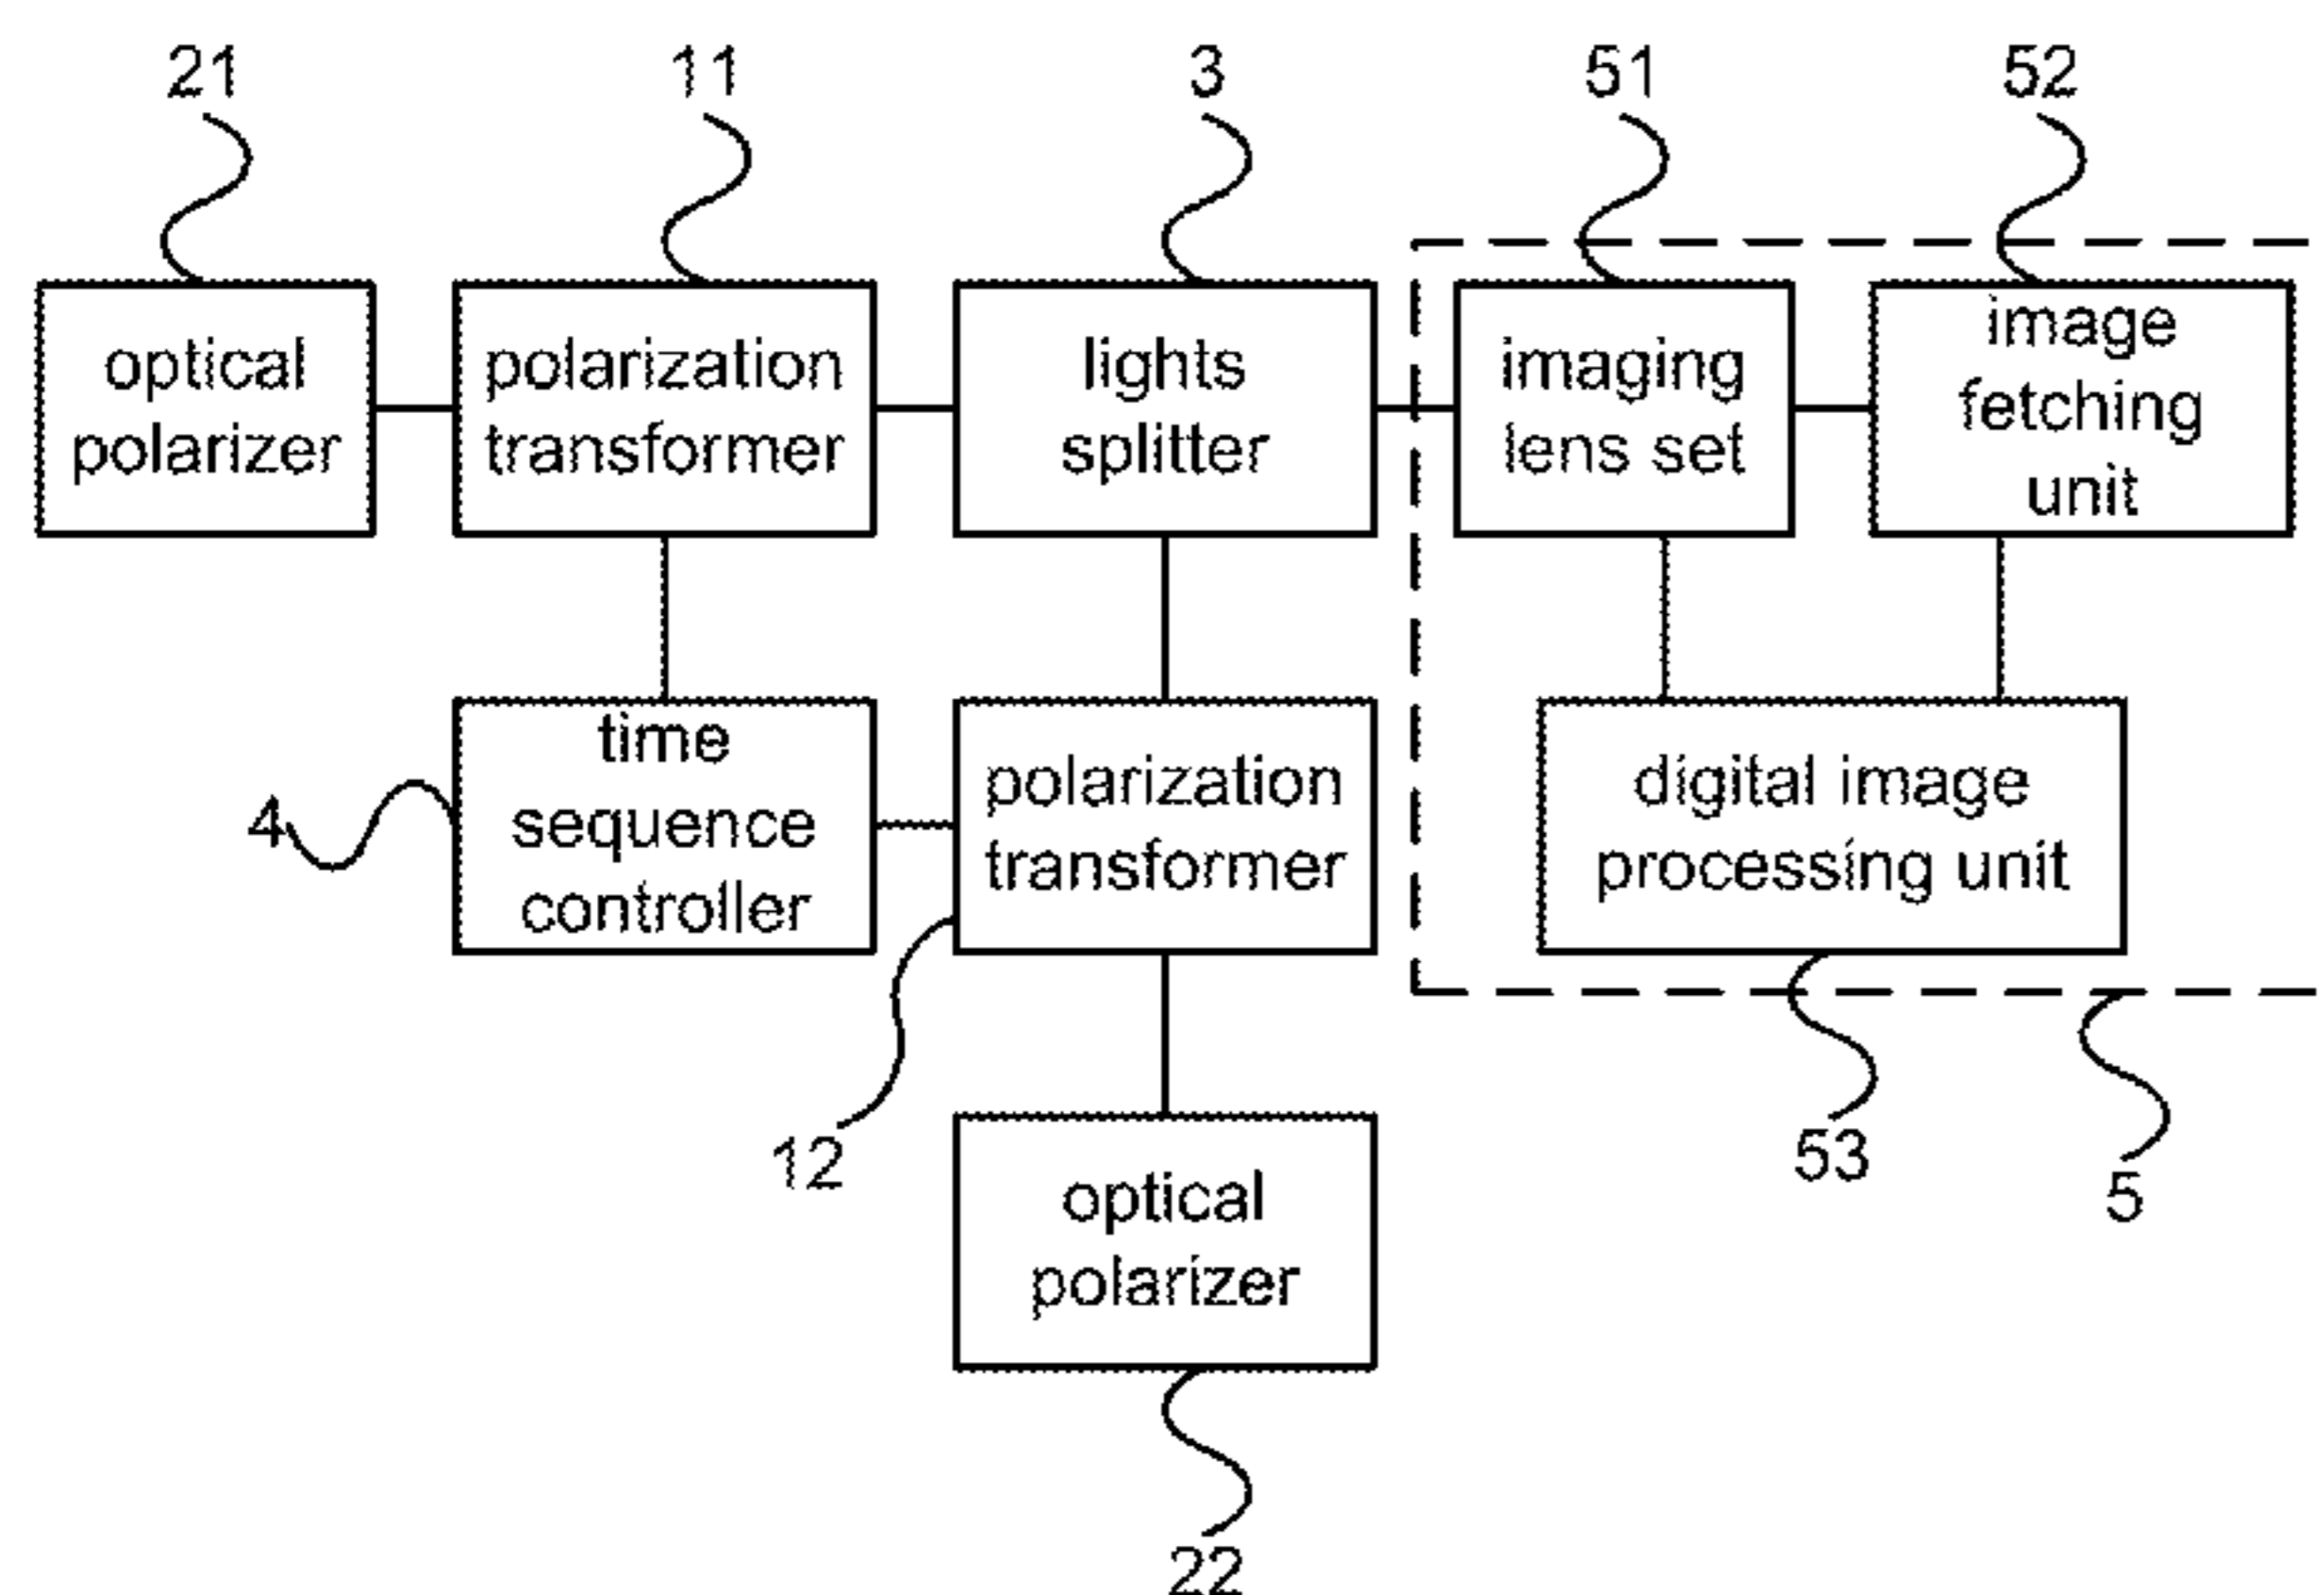 21
11
3
51
52
optical
polarizer
polarization
transformer
lights
splitter
imaging
lens set
image
fetching
unit
4
time
sequence
controller
polarization
transformer
digital image
processing unit
12
53
5
optical
polarizer
22